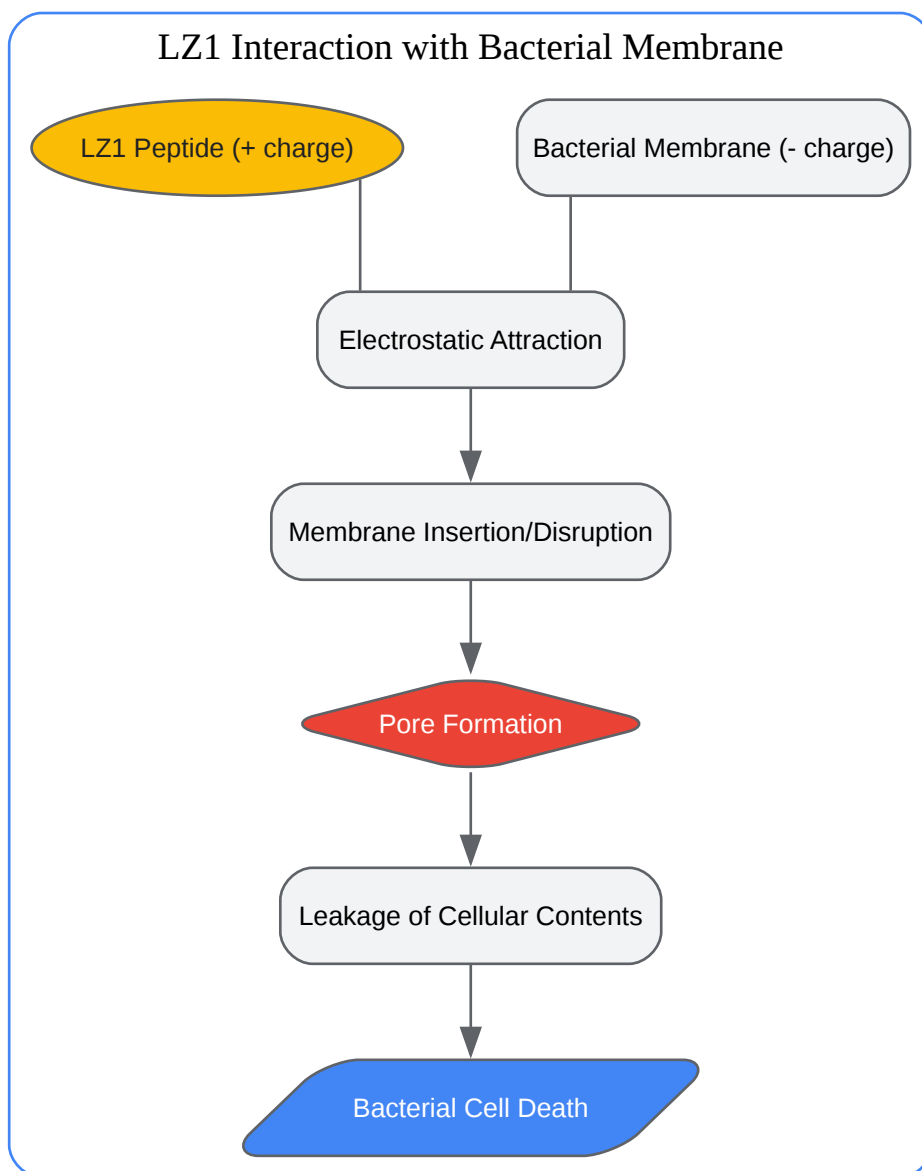 LZ1 Interaction with Bacterial Membrane
LZ1 Peptide (+ charge)
Bacterial Membrane (- charge)
Electrostatic Attraction
Membrane Insertion/Disruption
Pore Formation
Leakage of Cellular Contents
Bacterial Cell Death